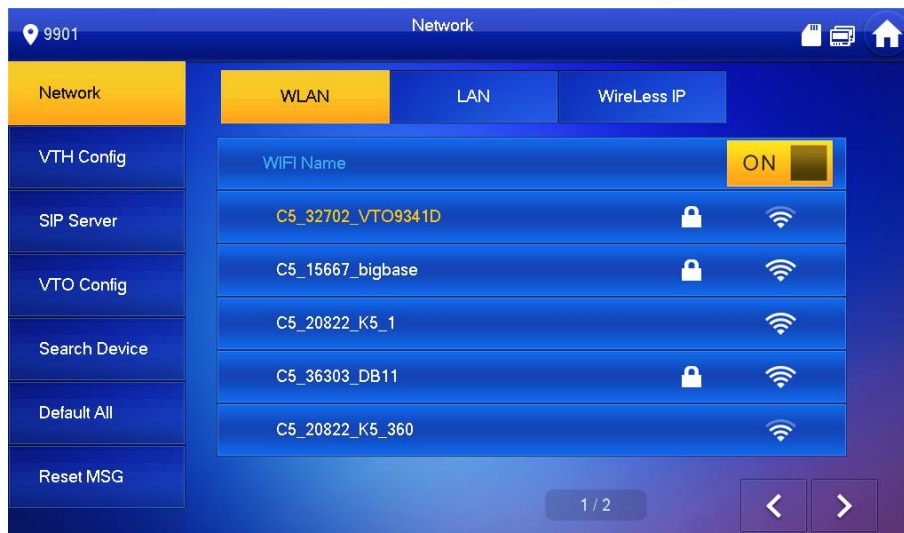 9901
Network
Network
WLAN
LAN
WireLess IP
VTH Config
WIFI Name
ON
SIP Server
C5_32702_VTO9341D
VTO Config
C5_15667_bigbase
C5_20822_K5_1
Search Device
C5_36303_DB11
Default All
C5_20822_K5_360
Reset MSG
1 / 2